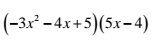 (-3x² - 4x + 5)(5x - 4)